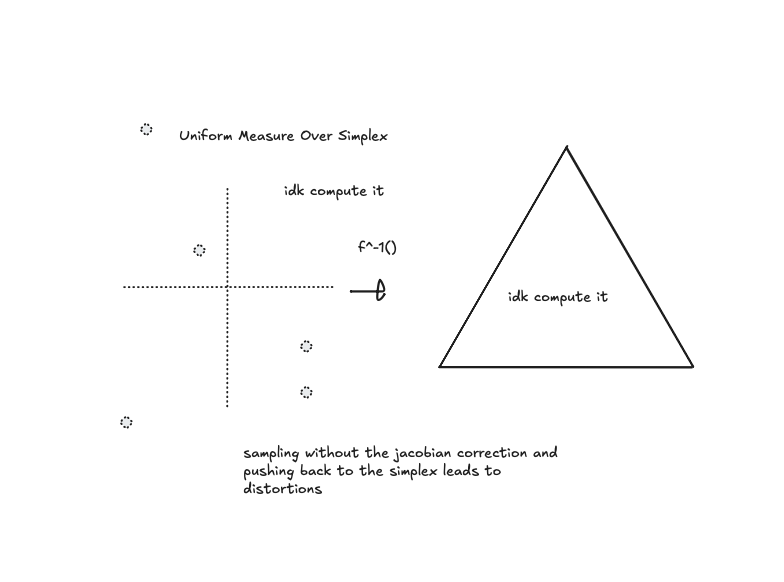 Uniform Measure Over Simplex
idk compute it
f^-1()
idk compute it
sampling without the jacobian correction and
pushing back to the simplex leads to
distortions